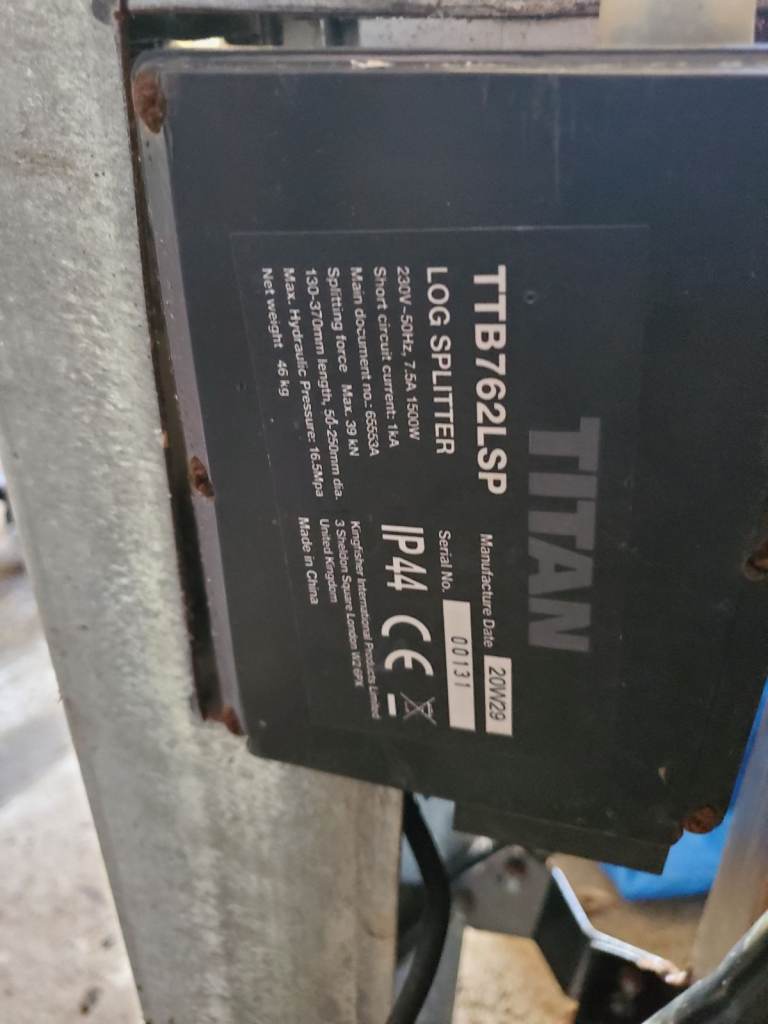 TITAN
TTB762LSP
LOG SPLITTER
230V ~50Hz, 7.5A 1500W
Short circuit current: 1kA
Main document no.: 65553A
Splitting force Max. 39 kN
130-370mm length, 50-250mm dia.
Max. Hydraulic Pressure: 16.5Mpa
Net weight 46 kg
Manufacture Date 20W29
Serial No. 00131
IP44 CE
Kingfisher International Products Limited
3 Sheldon Square London W2 6PX
United Kingdom
Made in China